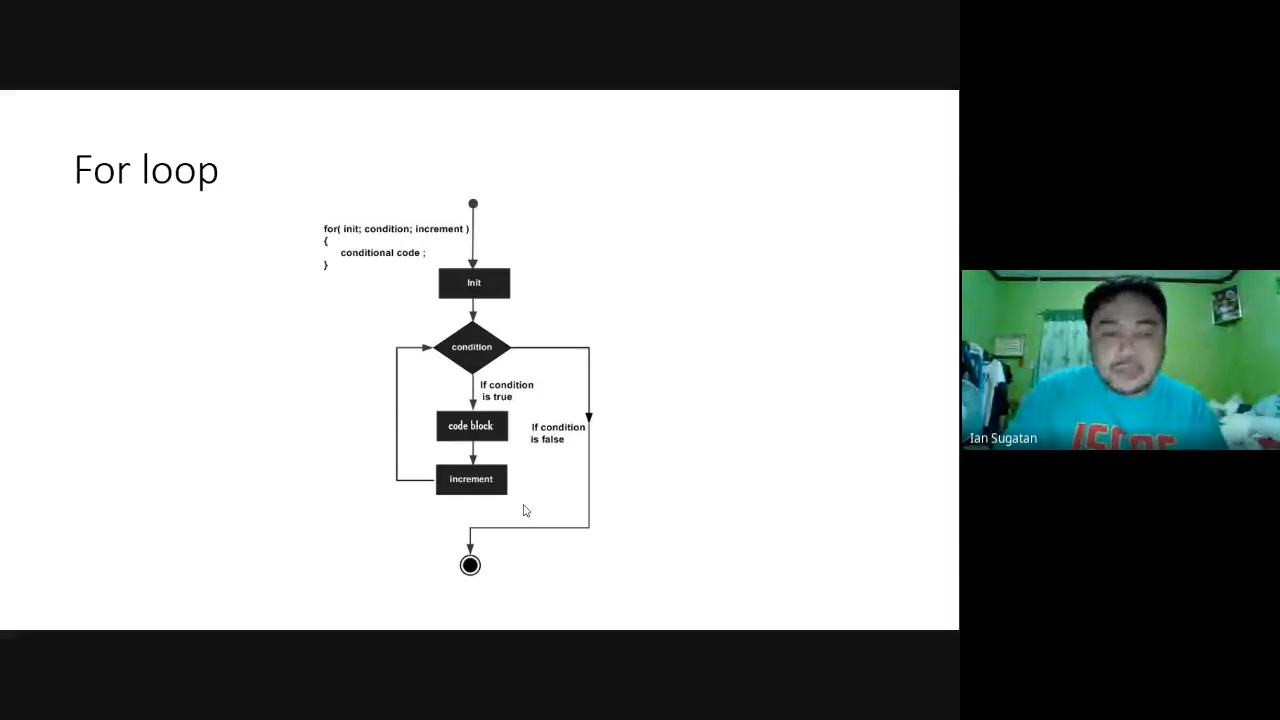 For loop
for( init; condition; increment )
{
conditional code ;
}
Init
condition
If condition
is true
code block
If condition
is false
increment
Ian Sugatan